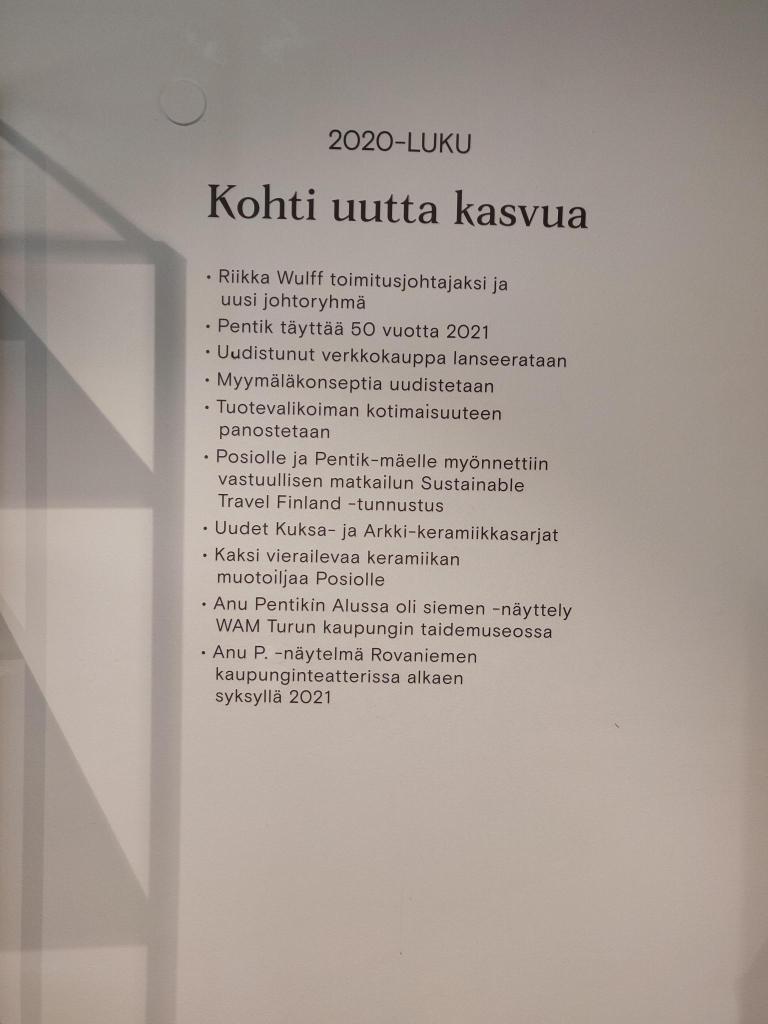 2020-LUKU
Kohti uutta kasvua
• Riikka Wulff toimitusjohtajaksi ja
uusi johtoryhmä
• Pentik täyttää 50 vuotta 2021
• Uudistunut verkkokauppa lanseerataan
• Myymäläkonseptia uudistetaan
• Tuotevalikoiman kotimaisuuteen
panostetaan
• Posiolle ja Pentik-mäelle myönnettiin
vastuullisen matkailun Sustainable
Travel Finland -tunnustus
• Uudet Kuksa- ja Arkki-keramiikkasarjat
• Kaksi vierailevaa keramiikan
muotoiljaa Posiolle
• Anu Pentikin Alussa oli siemen -näyttely
WAM Turun kaupungin taidemuseossa
• Anu P. -näytelmä Rovaniemen
kaupunginteatterissa alkaen
syksyllä 2021